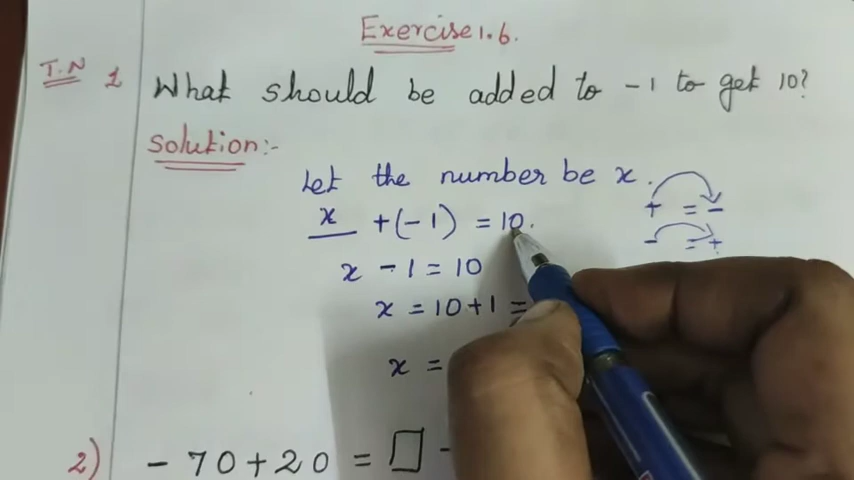 Exercise 1.6.
T.N 1 What should be added to -1 to get 10?
Solution:-
Let the number be x.
+ = -
x + (-1) = 10.
- = +
x - 1 = 10
x = 10 + 1 =
x =
2) - 70 + 20 = □ -